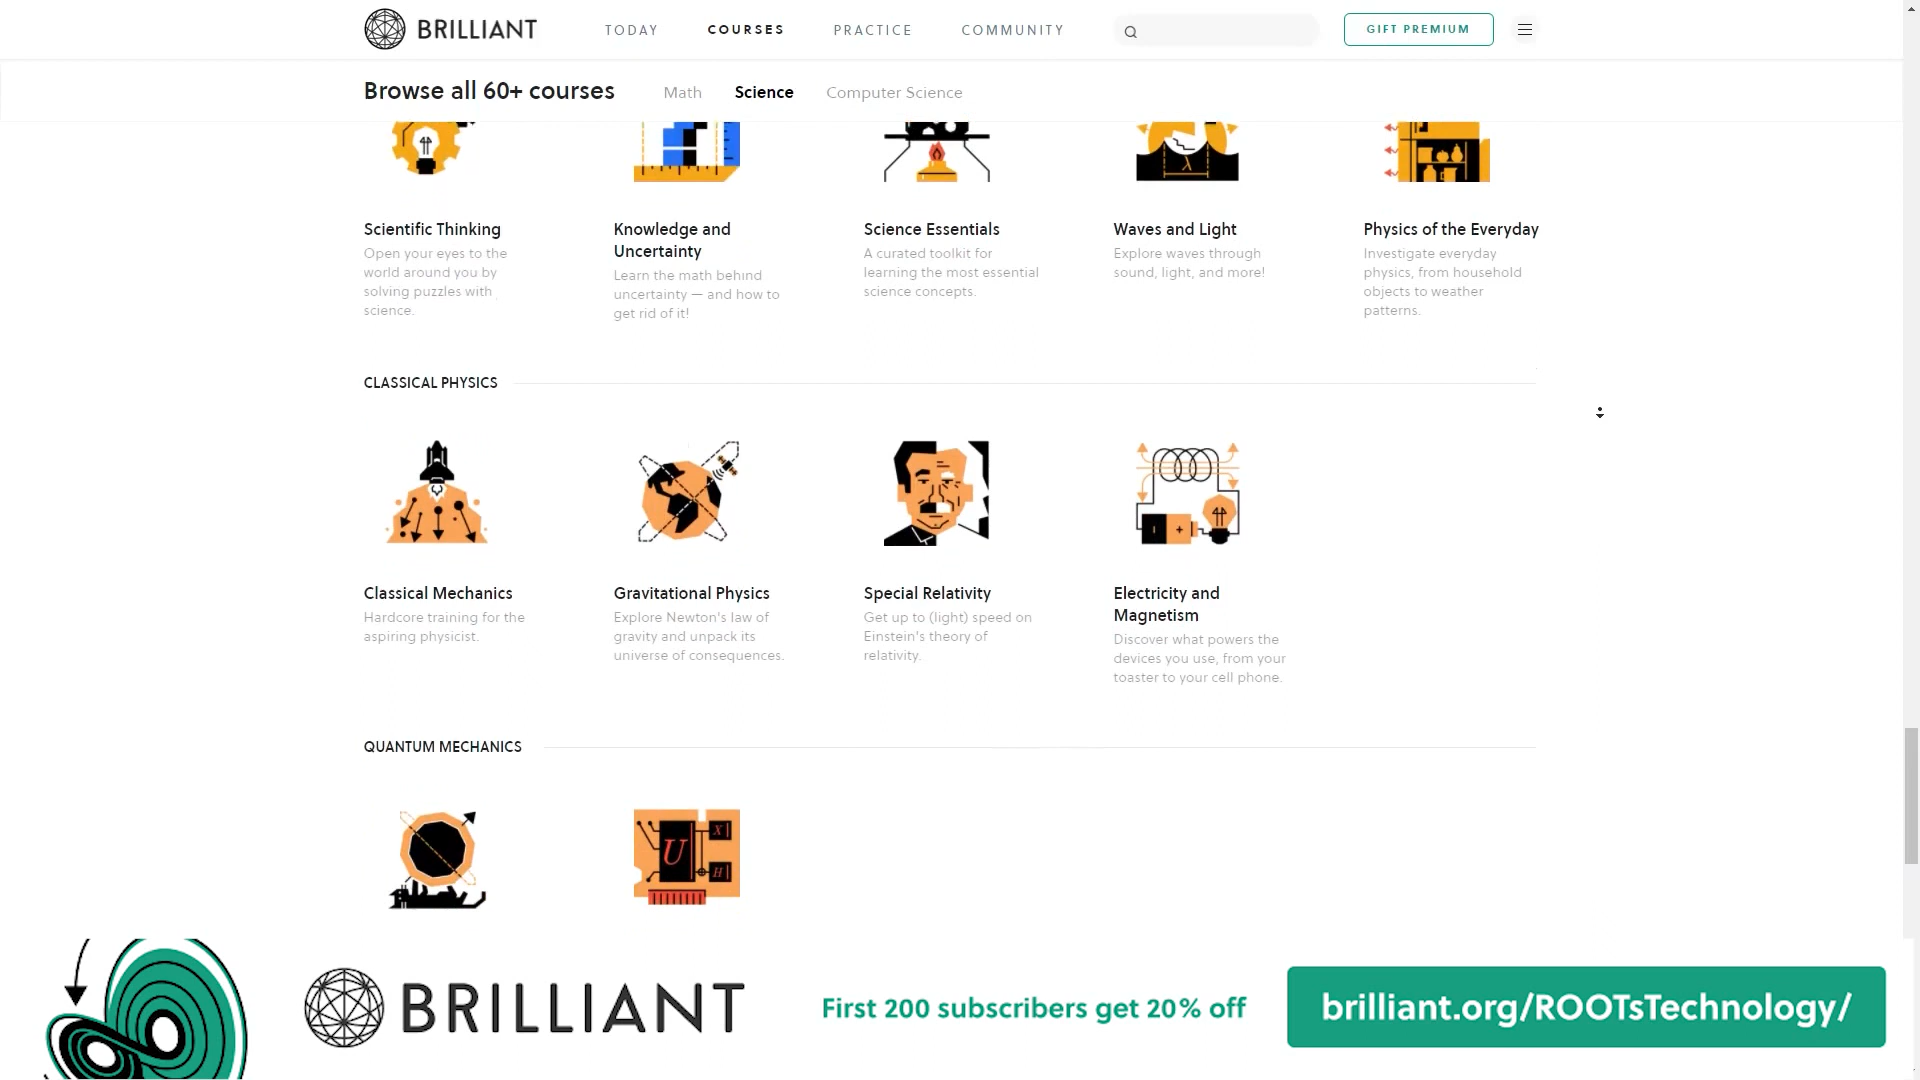 BRILLIANT
TODAY
COURSES
PRACTICE
COMMUNITY
GIFT PREMIUM
Browse all 60+ courses
Math
Science
Computer Science
λ
Scientific Thinking
Open your eyes to the
world around you by
solving puzzles with
science.
Knowledge and
Uncertainty
Learn the math behind
uncertainty — and how to
get rid of it!
Science Essentials
A curated toolkit for
learning the most essential
science concepts.
Waves and Light
Explore waves through
sound, light, and more!
Physics of the Everyday
Investigate everyday
physics, from household
objects to weather
patterns.
CLASSICAL PHYSICS
Classical Mechanics
Hardcore training for the
aspiring physicist.
Gravitational Physics
Explore Newton's law of
gravity and unpack its
universe of consequences.
Special Relativity
Get up to (light) speed on
Einstein's theory of
relativity.
Electricity and
Magnetism
Discover what powers the
devices you use, from your
toaster to your cell phone.
QUANTUM MECHANICS
U
X
H
BRILLIANT
First 200 subscribers get 20% off
brilliant.org/ROOTsTechnology/